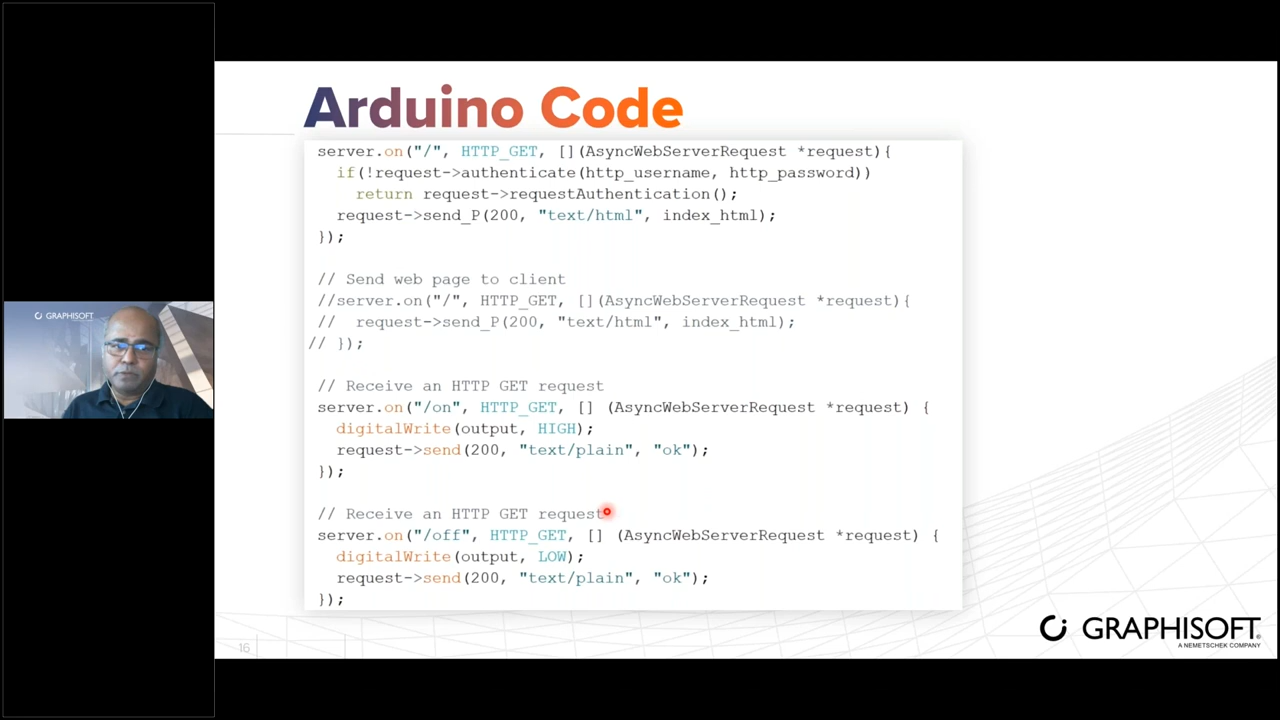 Arduino Code
server.on("/", HTTP_GET, [](AsyncWebServerRequest *request){
if(!request->authenticate(http_username, http_password))
return request->requestAuthentication();
request->send_P(200, "text/html", index_html);
});
// Send web page to client
//server.on("/", HTTP_GET, [](AsyncWebServerRequest *request){
//  request->send_P(200, "text/html", index_html);
// });
// Receive an HTTP GET request
server.on("/on", HTTP_GET, [] (AsyncWebServerRequest *request) {
digitalWrite(output, HIGH);
request->send(200, "text/plain", "ok");
});
// Receive an HTTP GET request
server.on("/off", HTTP_GET, [] (AsyncWebServerRequest *request) {
digitalWrite(output, LOW);
request->send(200, "text/plain", "ok");
});
GRAPHISOFT
16
GRAPHISOFT
A NEMETSCHEK COMPANY